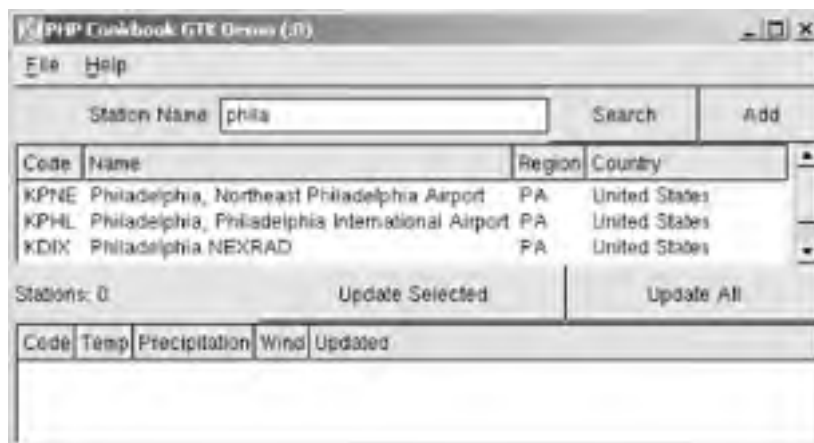 PHP Cookbook GTK Demo (:0)
File Help
Station Name phila Search Add
Code Name Region Country
KPNE Philadelphia, Northeast Philadelphia Airport PA United States
KPHL Philadelphia, Philadelphia International Airport PA United States
KDIX Philadelphia NEXRAD PA United States
Stations: 0 Update Selected Update All
Code Temp Precipitation Wind Updated